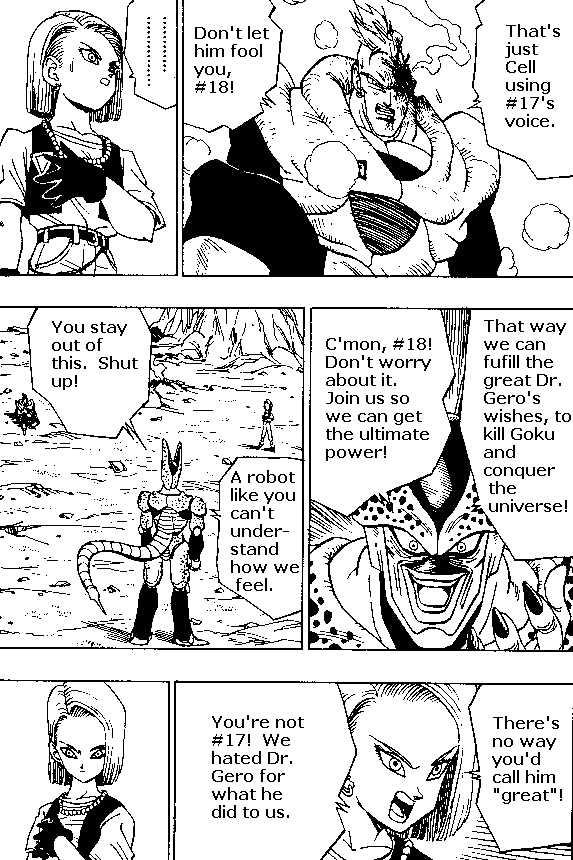 ............
Don't let
him fool
you,
#18!
That's
just
Cell
using
#17's
voice.
You stay
out of
this. Shut
up!
A robot
like you
can't
under-
stand
how we
feel.
C'mon, #18!
Don't worry
about it.
Join us so
we can get
the ultimate
power!
That way
we can
fufill the
great Dr.
Gero's
wishes, to
kill Goku
and
conquer
the
universe!
You're not
#17! We
hated Dr.
Gero for
what he
did to us.
There's
no way
you'd
call him
"great"!